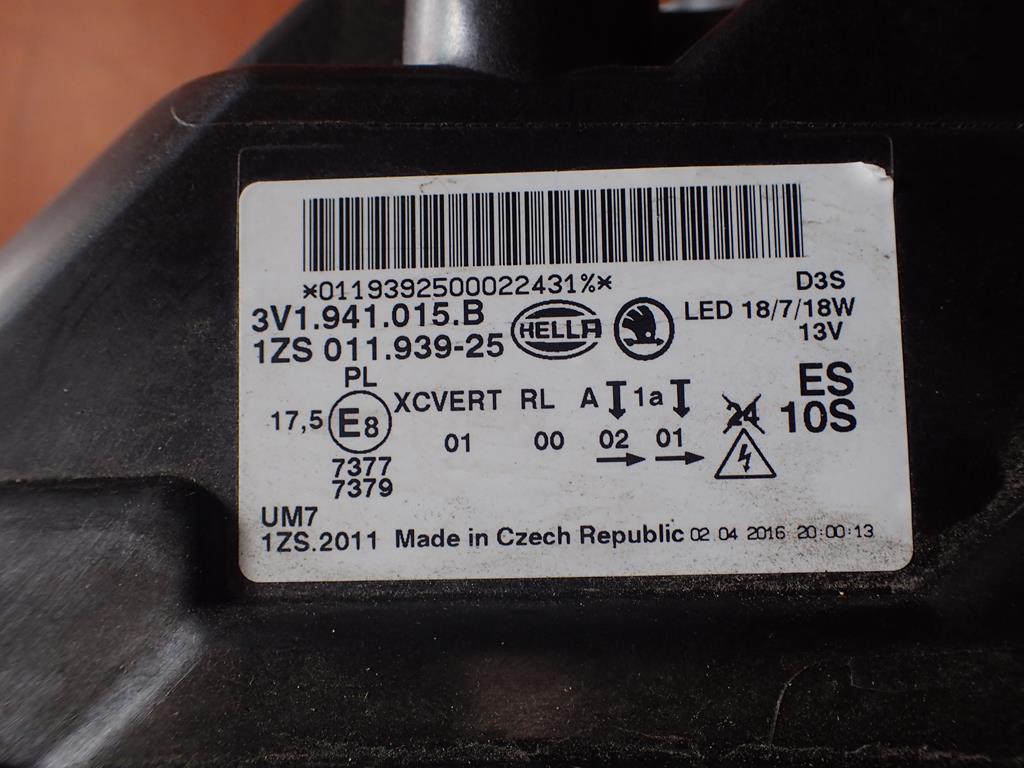 *0119392500022431%*
D3S
3V1.941.015.B
HELLA
LED 18/7/18W
13V
1ZS 011.939-25
PL
ES
XCVERT RL A 1a
24
10S
17,5 E8
01 00 02 01
7377
7379
UM7
1ZS.2011 Made in Czech Republic 02 04 2016 20:00:13